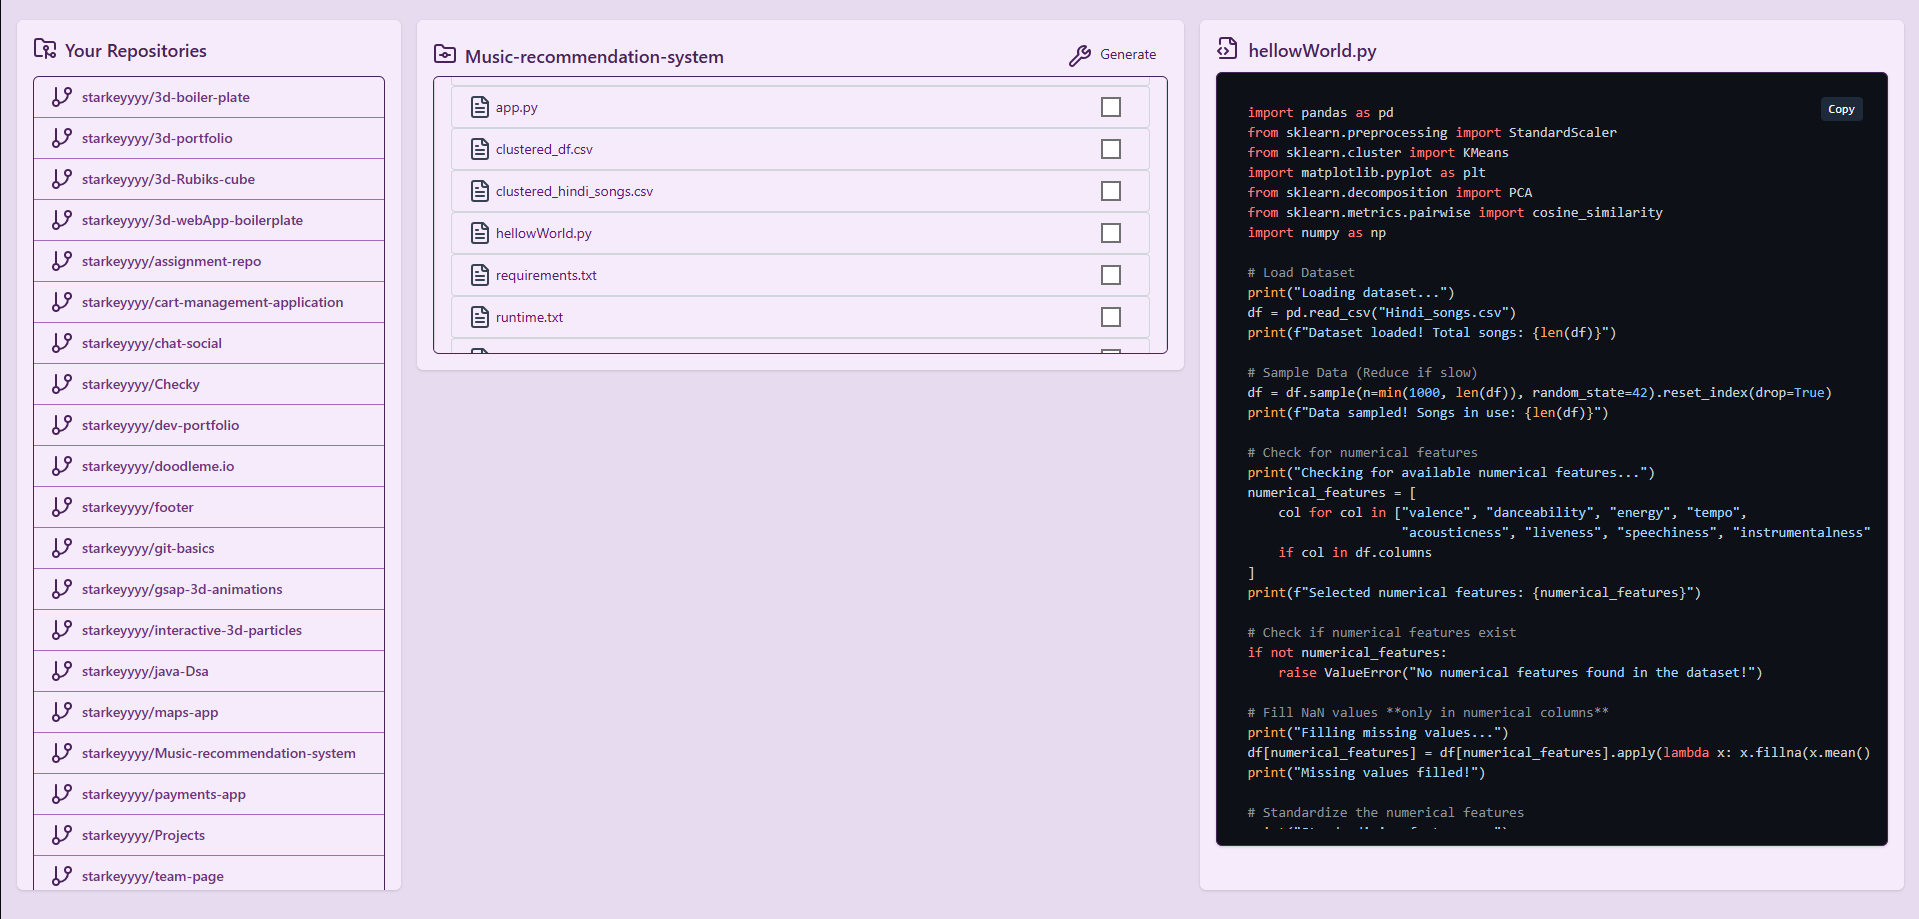 Your Repositories
starkeyyyy/3d-boiler-plate
starkeyyyy/3d-portfolio
starkeyyyy/3d-Rubiks-cube
starkeyyyy/3d-webApp-boilerplate
starkeyyyy/assignment-repo
starkeyyyy/cart-management-application
starkeyyyy/chat-social
starkeyyyy/Checky
starkeyyyy/dev-portfolio
starkeyyyy/doodleme.io
starkeyyyy/footer
starkeyyyy/git-basics
starkeyyyy/gsap-3d-animations
starkeyyyy/interactive-3d-particles
starkeyyyy/java-Dsa
starkeyyyy/maps-app
starkeyyyy/Music-recommendation-system
starkeyyyy/payments-app
starkeyyyy/Projects
starkeyyyy/team-page
Music-recommendation-system
Generate
app.py
clustered_df.csv
clustered_hindi_songs.csv
hellowWorld.py
requirements.txt
runtime.txt
hellowWorld.py
Copy
import pandas as pd
from sklearn.preprocessing import StandardScaler
from sklearn.cluster import KMeans
import matplotlib.pyplot as plt
from sklearn.decomposition import PCA
from sklearn.metrics.pairwise import cosine_similarity
import numpy as np
# Load Dataset
print("Loading dataset...")
df = pd.read_csv("Hindi_songs.csv")
print(f"Dataset loaded! Total songs: {len(df)}")
# Sample Data (Reduce if slow)
df = df.sample(n=min(1000, len(df)), random_state=42).reset_index(drop=True)
print(f"Data sampled! Songs in use: {len(df)}")
# Check for numerical features
print("Checking for available numerical features...")
numerical_features = [
    col for col in ["valence", "danceability", "energy", "tempo",
                    "acousticness", "liveness", "speechiness", "instrumentalness"
    if col in df.columns
]
print(f"Selected numerical features: {numerical_features}")
# Check if numerical features exist
if not numerical_features:
    raise ValueError("No numerical features found in the dataset!")
# Fill NaN values **only in numerical columns**
print("Filling missing values...")
df[numerical_features] = df[numerical_features].apply(lambda x: x.fillna(x.mean()
print("Missing values filled!")
# Standardize the numerical features